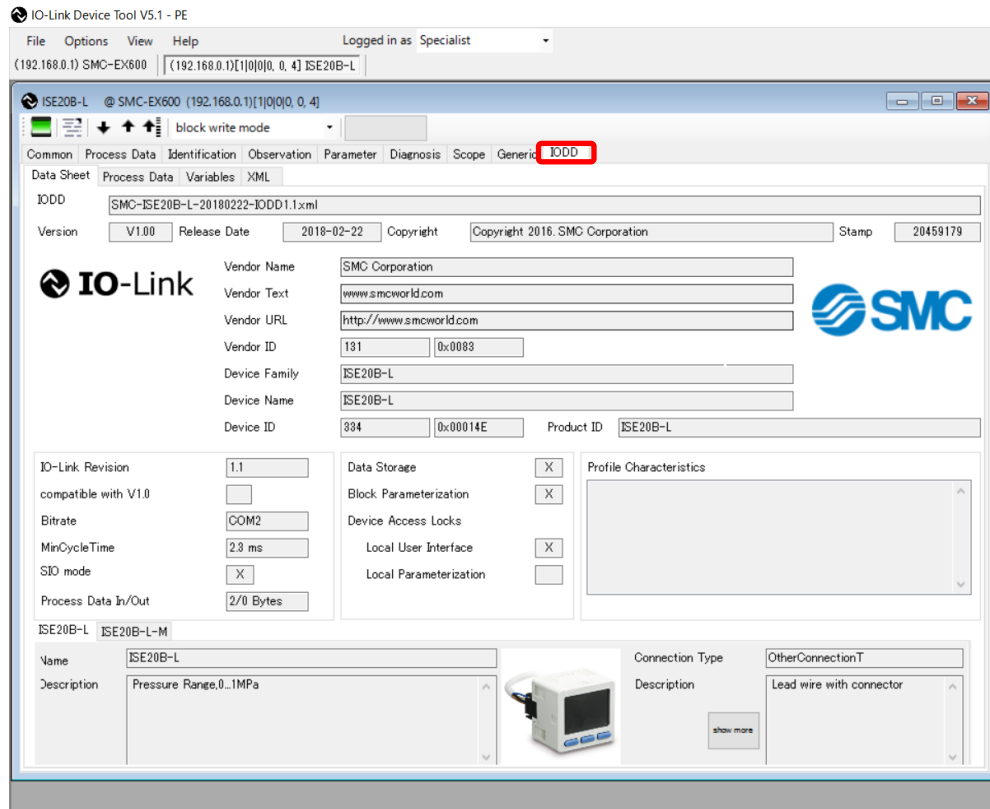 IO-Link Device Tool V5.1 - PE
File Options View Help Logged in as Specialist
(192.168.0.1) SMC-EX600 (192.168.0.1)[1|0|0|0, 0, 4] ISE20B-L
ISE20B-L @ SMC-EX600 (192.168.0.1)[1|0|0|0, 0, 4]
block write mode
Common Process Data Identification Observation Parameter Diagnosis Scope Generic IODD
Data Sheet Process Data Variables XML
IODD SMC-ISE20B-L-20180222-IODD1.1.xml
Version V1.00 Release Date 2018-02-22 Copyright Copyright 2016. SMC Corporation Stamp 20459179
IO-Link
SMC
Vendor Name SMC Corporation
Vendor Text www.smcworld.com
Vendor URL http://www.smcworld.com
Vendor ID 131 0x0083
Device Family ISE20B-L
Device Name ISE20B-L
Device ID 334 0x00014E Product ID ISE20B-L
IO-Link Revision 1.1 Data Storage X Profile Characteristics
compatible with V1.0 Block Parameterization X
Bitrate COM2 Device Access Locks
MinCycleTime 2.3 ms Local User Interface X
SIO mode X Local Parameterization
Process Data In/Out 2/0 Bytes
ISE20B-L ISE20B-L-M
Name ISE20B-L Connection Type OtherConnectionT
Description Pressure Range,0...1MPa Description Lead wire with connector
show more